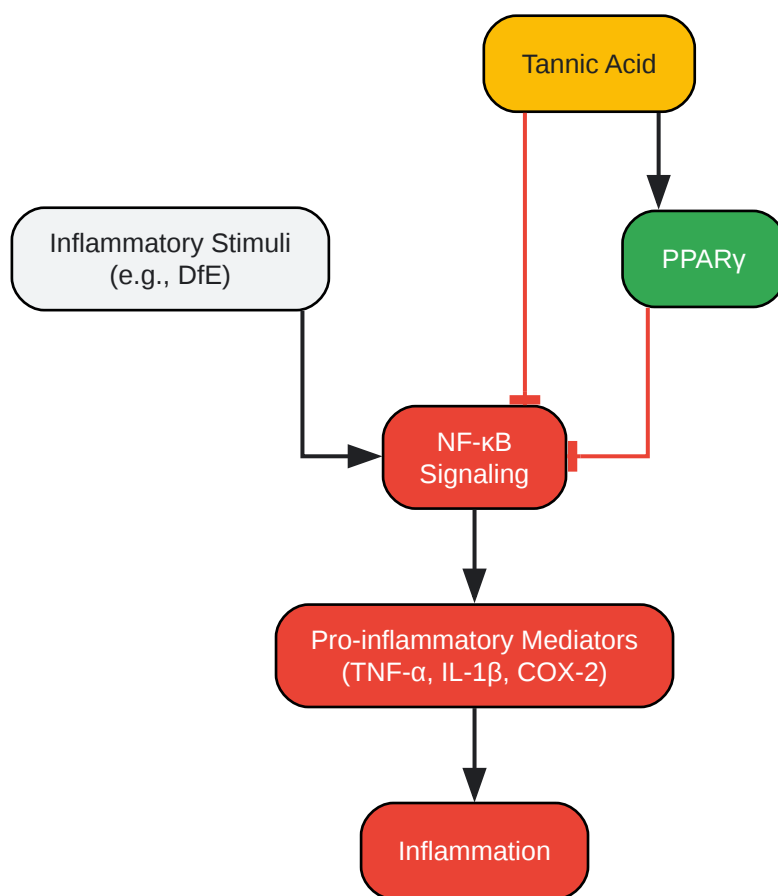 Tannic Acid
Inflammatory Stimuli
(e.g., DfE)
PPARγ
NF-κB
Signaling
Pro-inflammatory Mediators
(TNF-α, IL-1β, COX-2)
Inflammation